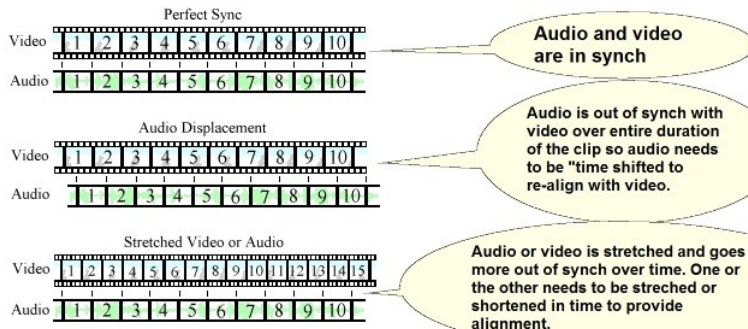 Perfect Sync
Video 1 2 3 4 5 6 7 8 9 10
Audio 1 2 3 4 5 6 7 8 9 10
Audio and video
are in synch
Audio Displacement
Video 1 2 3 4 5 6 7 8 9 10
Audio 1 2 3 4 5 6 7 8 9 10
Audio is out of synch with
video over entire duration
of the clip so audio needs
to be "time shifted to
re-align with video.
Stretched Video or Audio
Video 1 2 3 4 5 6 7 8 9 10 11 12 13 14 15
Audio 1 2 3 4 5 6 7 8 9 10
Audio or video is stretched and goes
more out of synch over time. One or
the other needs to be streched or
shortened in time to provide
alignment.